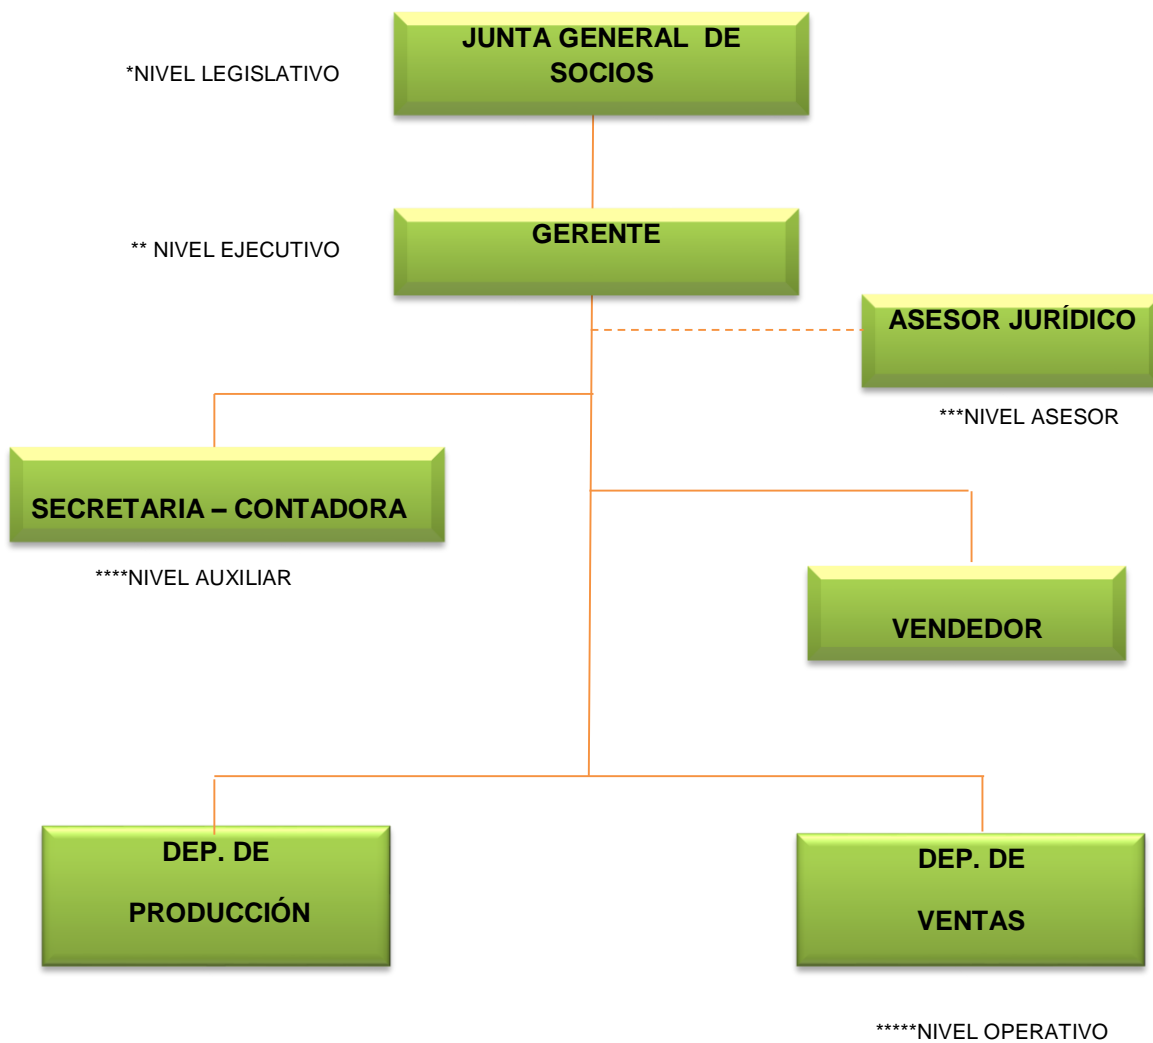 JUNTA GENERAL DE
SOCIOS
*NIVEL LEGISLATIVO
GERENTE
** NIVEL EJECUTIVO
ASESOR JURÍDICO
***NIVEL ASESOR
SECRETARIA – CONTADORA
****NIVEL AUXILIAR
VENDEDOR
DEP. DE
PRODUCCIÓN
DEP. DE
VENTAS
*****NIVEL OPERATIVO